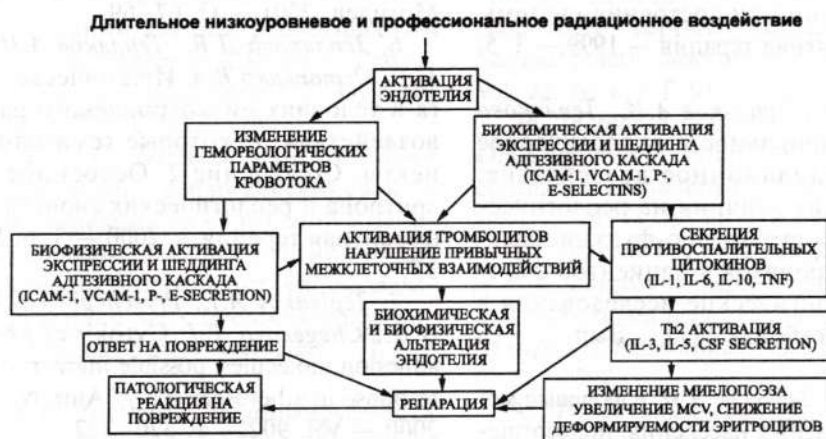 Длительное низкоуровневое и профессиональное радиационное воздействие
АКТИВАЦИЯ
ЭНДОТЕЛИЯ
ИЗМЕНЕНИЕ
ГЕМОРЕОЛОГИЧЕСКИХ
ПАРАМЕТРОВ
КРОВОТОКА
БИОХИМИЧЕСКАЯ АКТИВАЦИЯ
ЭКСПРЕССИИ И ШЕДДИНГА
АДГЕЗИВНОГО КАСКАДА
(ICAM-1, VCAM-1, P-,
E-SELECTINS)
БИОФИЗИЧЕСКАЯ АКТИВАЦИЯ
ЭКСПРЕССИИ И ШЕДДИНГА
АДГЕЗИВНОГО КАСКАДА
(ICAM-1, VCAM-1, P-, E-SECRETION)
АКТИВАЦИЯ ТРОМБОЦИТОВ
НАРУШЕНИЕ ПРИВЫЧНЫХ
МЕЖКЛЕТОЧНЫХ ВЗАИМОДЕЙСТВИЙ
СЕКРЕЦИЯ
ПРОТИВОСПАЛИТЕЛЬНЫХ
ЦИТОКИНОВ
(IL-1, IL-6, IL-10, TNF)
БИОХИМИЧЕСКАЯ
И БИОФИЗИЧЕСКАЯ
АЛЬТЕРАЦИЯ
ЭНДОТЕЛИЯ
ОТВЕТ НА ПОВРЕЖДЕНИЕ
Th2 АКТИВАЦИЯ
(IL-3, IL-5, CSF SECRETION)
ПАТОЛОГИЧЕСКАЯ
РЕАКЦИЯ НА
ПОВРЕЖДЕНИЕ
РЕПАРАЦИЯ
ИЗМЕНЕНИЕ МИЕЛОПОЭЗА
УВЕЛИЧЕНИЕ MCV, СНИЖЕНИЕ
ДЕФОРМИРУЕМОСТИ ЭРИТРОЦИТОВ